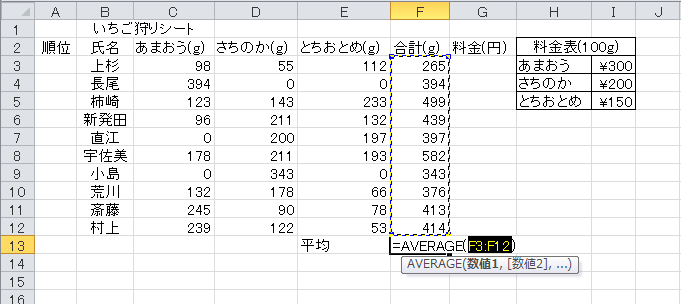 A B C D E F G H I J
1 いちご狩りシート
2 順位 氏名 あまおう(g) さちのか(g) とちおとめ(g) 合計(g) 料金(円) 料金表(100g)
3 上杉 98 55 112 265 あまおう ¥300
4 長尾 394 0 0 394 さちのか ¥200
5 柿崎 123 143 233 499 とちおとめ ¥150
6 新発田 96 211 132 439
7 直江 0 200 197 397
8 宇佐美 178 211 193 582
9 小島 0 343 0 343
10 荒川 132 178 66 376
11 斎藤 245 90 78 413
12 村上 239 122 53 414
13 平均 =AVERAGE(F3:F12)
14 AVERAGE(数値1, [数値2], ...)
15
16